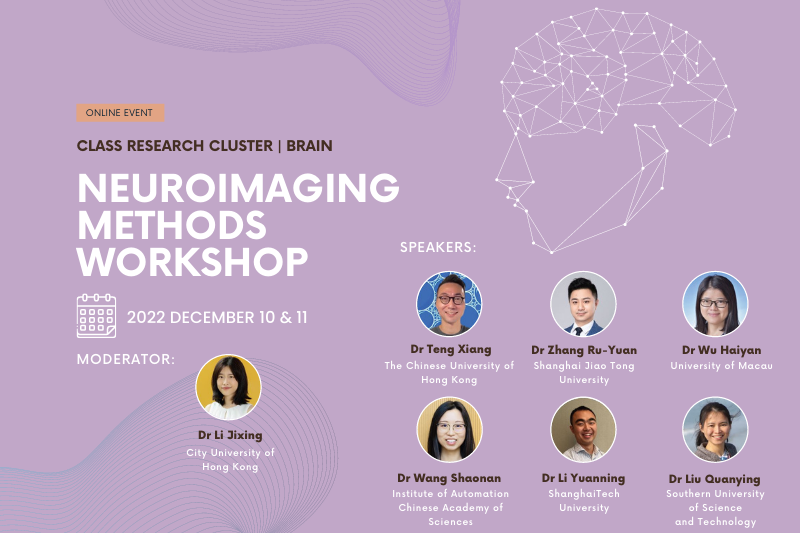 ONLINE EVENT
CLASS RESEARCH CLUSTER | BRAIN
NEUROIMAGING
METHODS
WORKSHOP
2022 DECEMBER 10 & 11
MODERATOR:
Dr Li Jixing
City University of
Hong Kong
SPEAKERS:
Dr Teng Xiang
The Chinese University of
Hong Kong
Dr Zhang Ru-Yuan
Shanghai Jiao Tong
University
Dr Wu Haiyan
University of Macau
Dr Wang Shaonan
Institute of Automation
Chinese Academy of
Sciences
Dr Li Yuanning
ShanghaiTech
University
Dr Liu Quanying
Southern University
of Science
and Technology